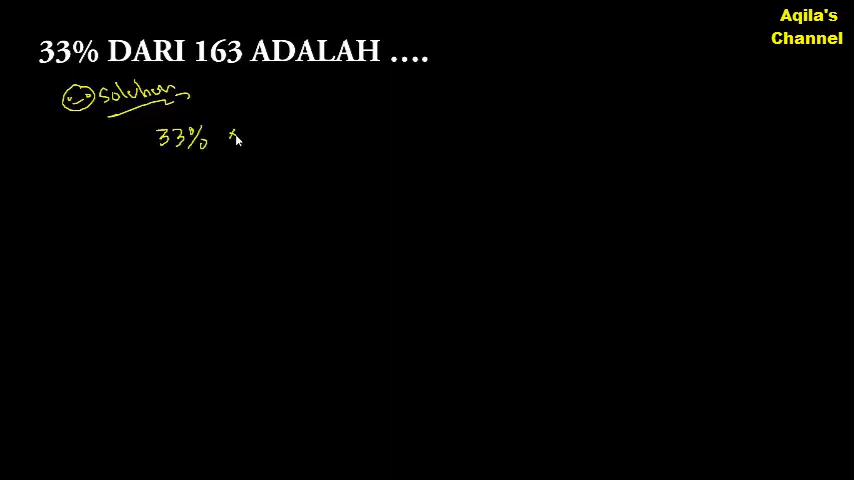 Aqila's
Channel
33% DARI 163 ADALAH ....
Solution
33% ×